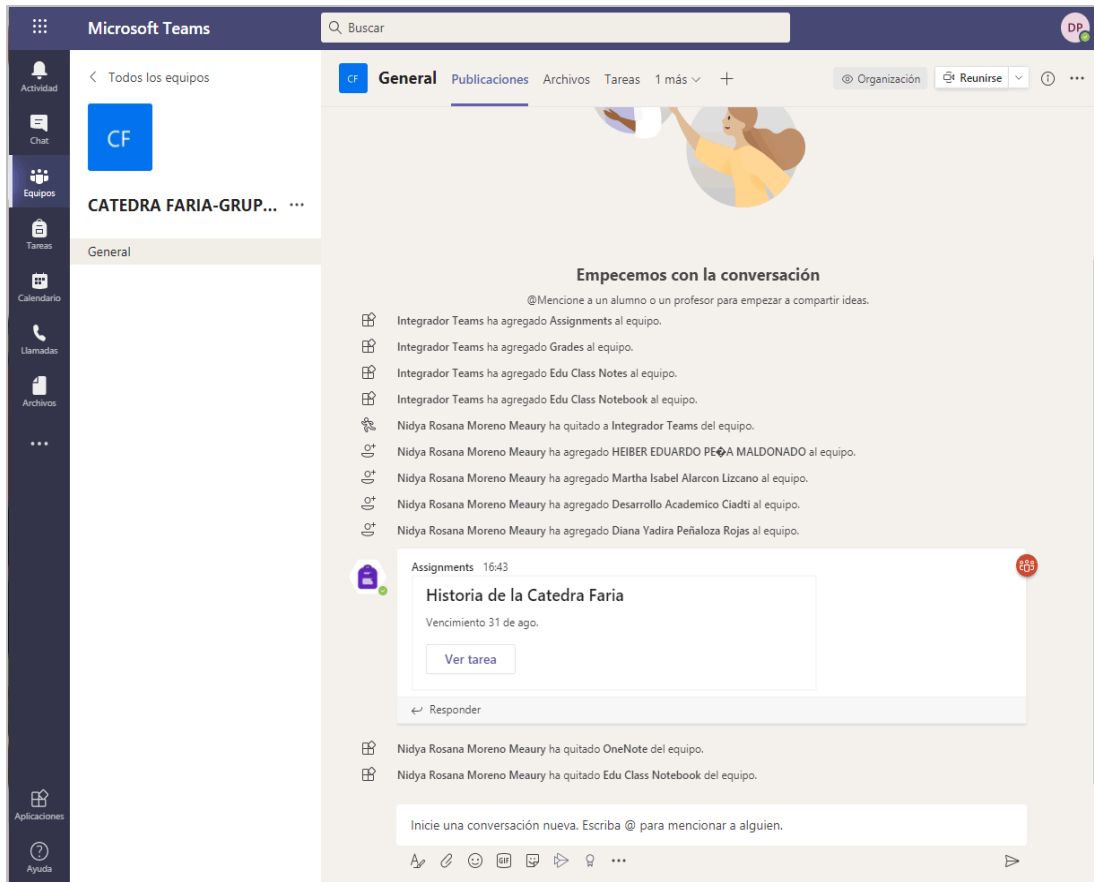 Microsoft Teams
Buscar
DP
Actividad
Chat
Equipos
Tareas
Calendario
Llamadas
Archivos
Aplicaciones
Ayuda
Todos los equipos
CF
CATEDRA FARIA-GRUP... ...
General
CF General Publicaciones Archivos Tareas 1 más + Organización Reunirse ...
Empecemos con la conversación
@Mencione a un alumno o un profesor para empezar a compartir ideas.
Integrador Teams ha agregado Assignments al equipo.
Integrador Teams ha agregado Grades al equipo.
Integrador Teams ha agregado Edu Class Notes al equipo.
Integrador Teams ha agregado Edu Class Notebook al equipo.
Nidya Rosana Moreno Meaury ha quitado a Integrador Teams del equipo.
Nidya Rosana Moreno Meaury ha agregado HEIBER EDUARDO PE�A MALDONADO al equipo.
Nidya Rosana Moreno Meaury ha agregado Martha Isabel Alarcon Lizcano al equipo.
Nidya Rosana Moreno Meaury ha agregado Desarrollo Academico Ciadti al equipo.
Nidya Rosana Moreno Meaury ha agregado Diana Yadira Peñaloza Rojas al equipo.
Assignments 16:43
Historia de la Catedra Faria
Vencimiento 31 de ago.
Ver tarea
Responder
Nidya Rosana Moreno Meaury ha quitado OneNote del equipo.
Nidya Rosana Moreno Meaury ha quitado Edu Class Notebook del equipo.
Inicie una conversación nueva. Escriba @ para mencionar a alguien.
GIF